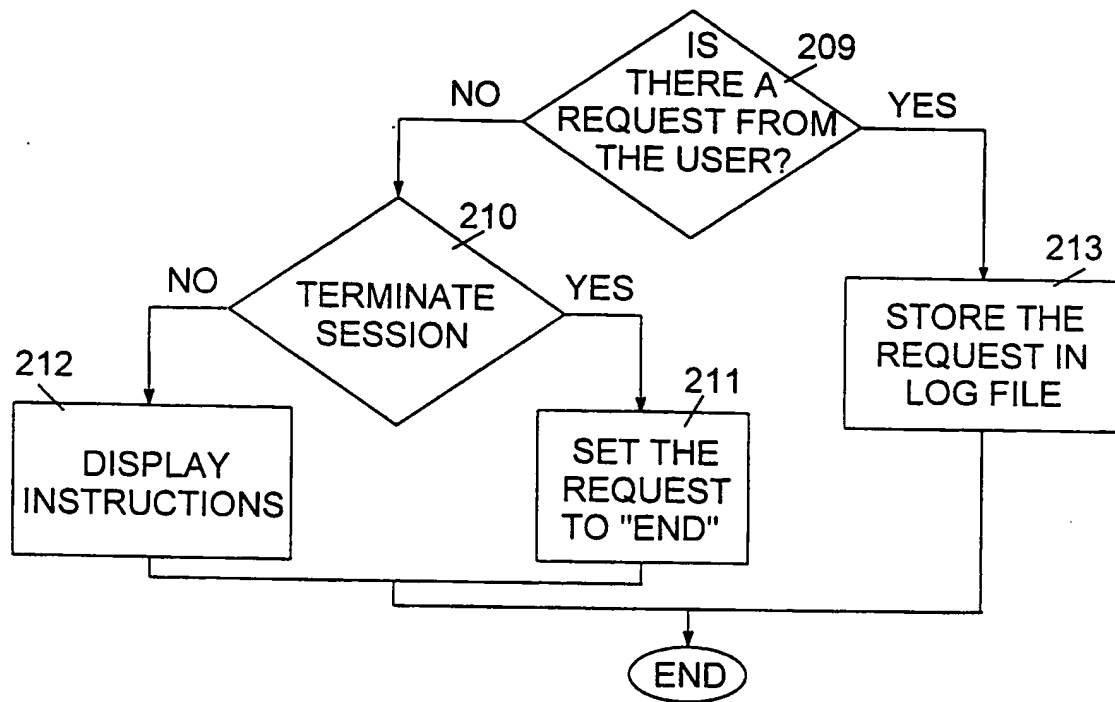 IS
THERE A
REQUEST FROM
THE USER?
209
NO
YES
210
TERMINATE
SESSION
NO
YES
213
STORE THE
REQUEST IN
LOG FILE
212
DISPLAY
INSTRUCTIONS
211
SET THE
REQUEST
TO "END"
END